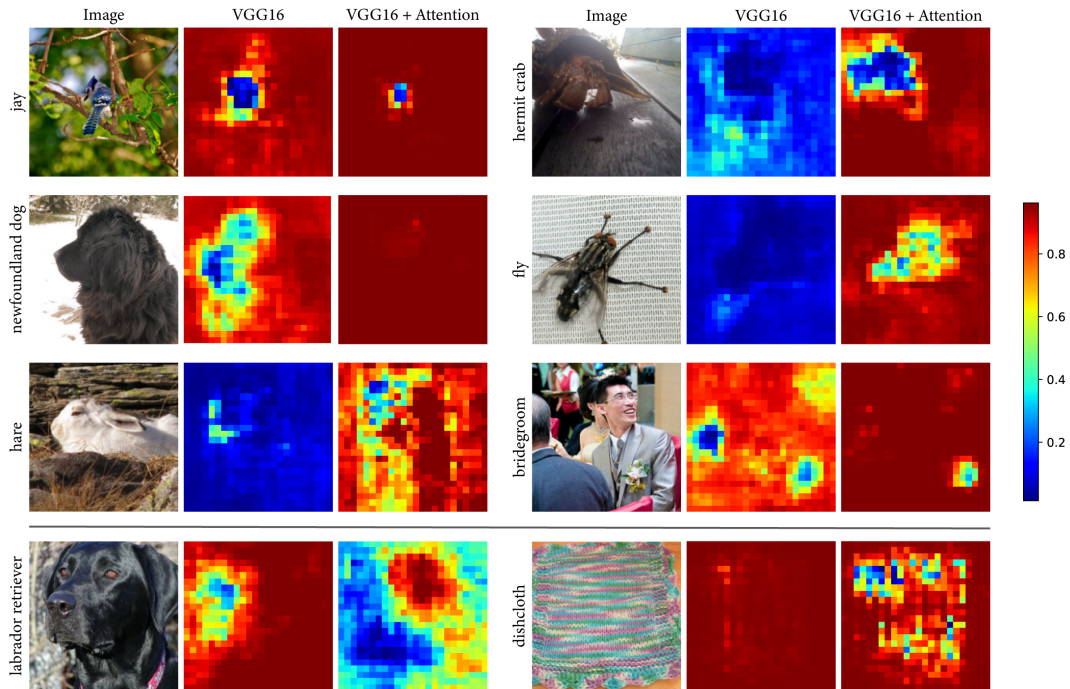 Image VGG16 VGG16 + Attention Image VGG16 VGG16 + Attention
jay
hermit crab
newfoundland dog
fly
hare
bridegroom
labrador retriever
dishcloth
0.8
0.6
0.4
0.2